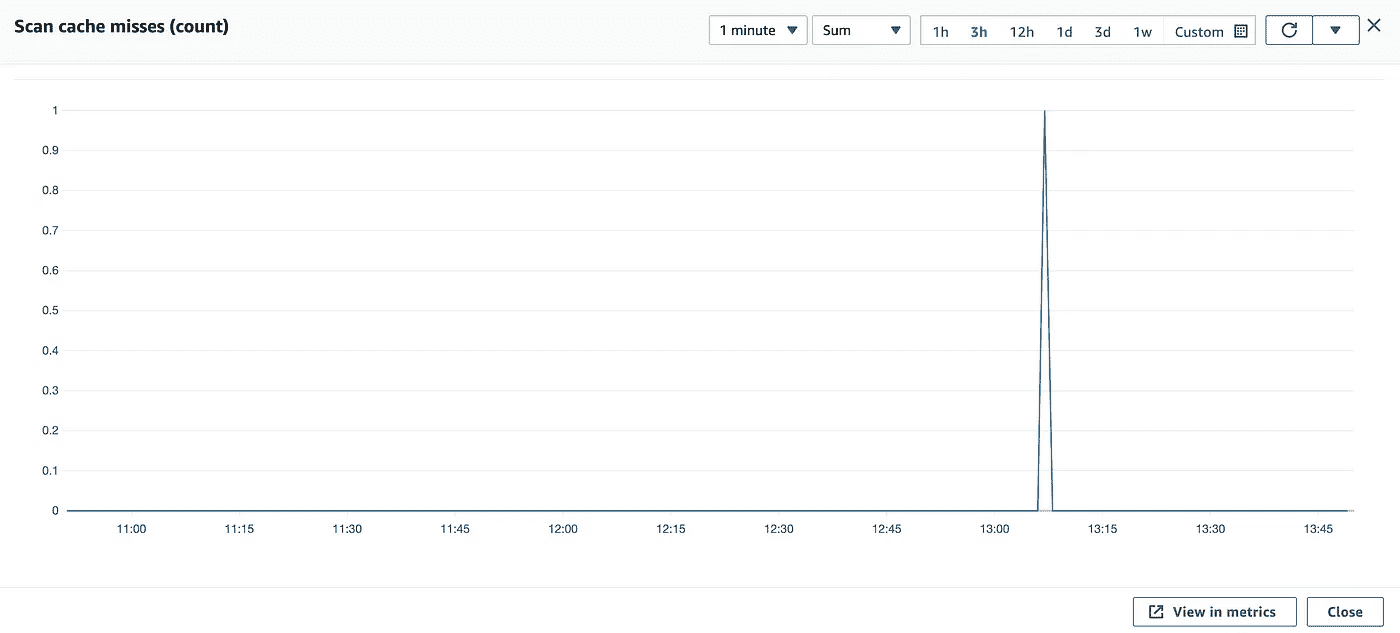 Scan cache misses (count)
1 minute
Sum
1h 3h 12h 1d 3d 1w Custom
1
0.9
0.8
0.7
0.6
0.5
0.4
0.3
0.2
0.1
0
11:00 11:15 11:30 11:45 12:00 12:15 12:30 12:45 13:00 13:15 13:30 13:45
View in metrics
Close